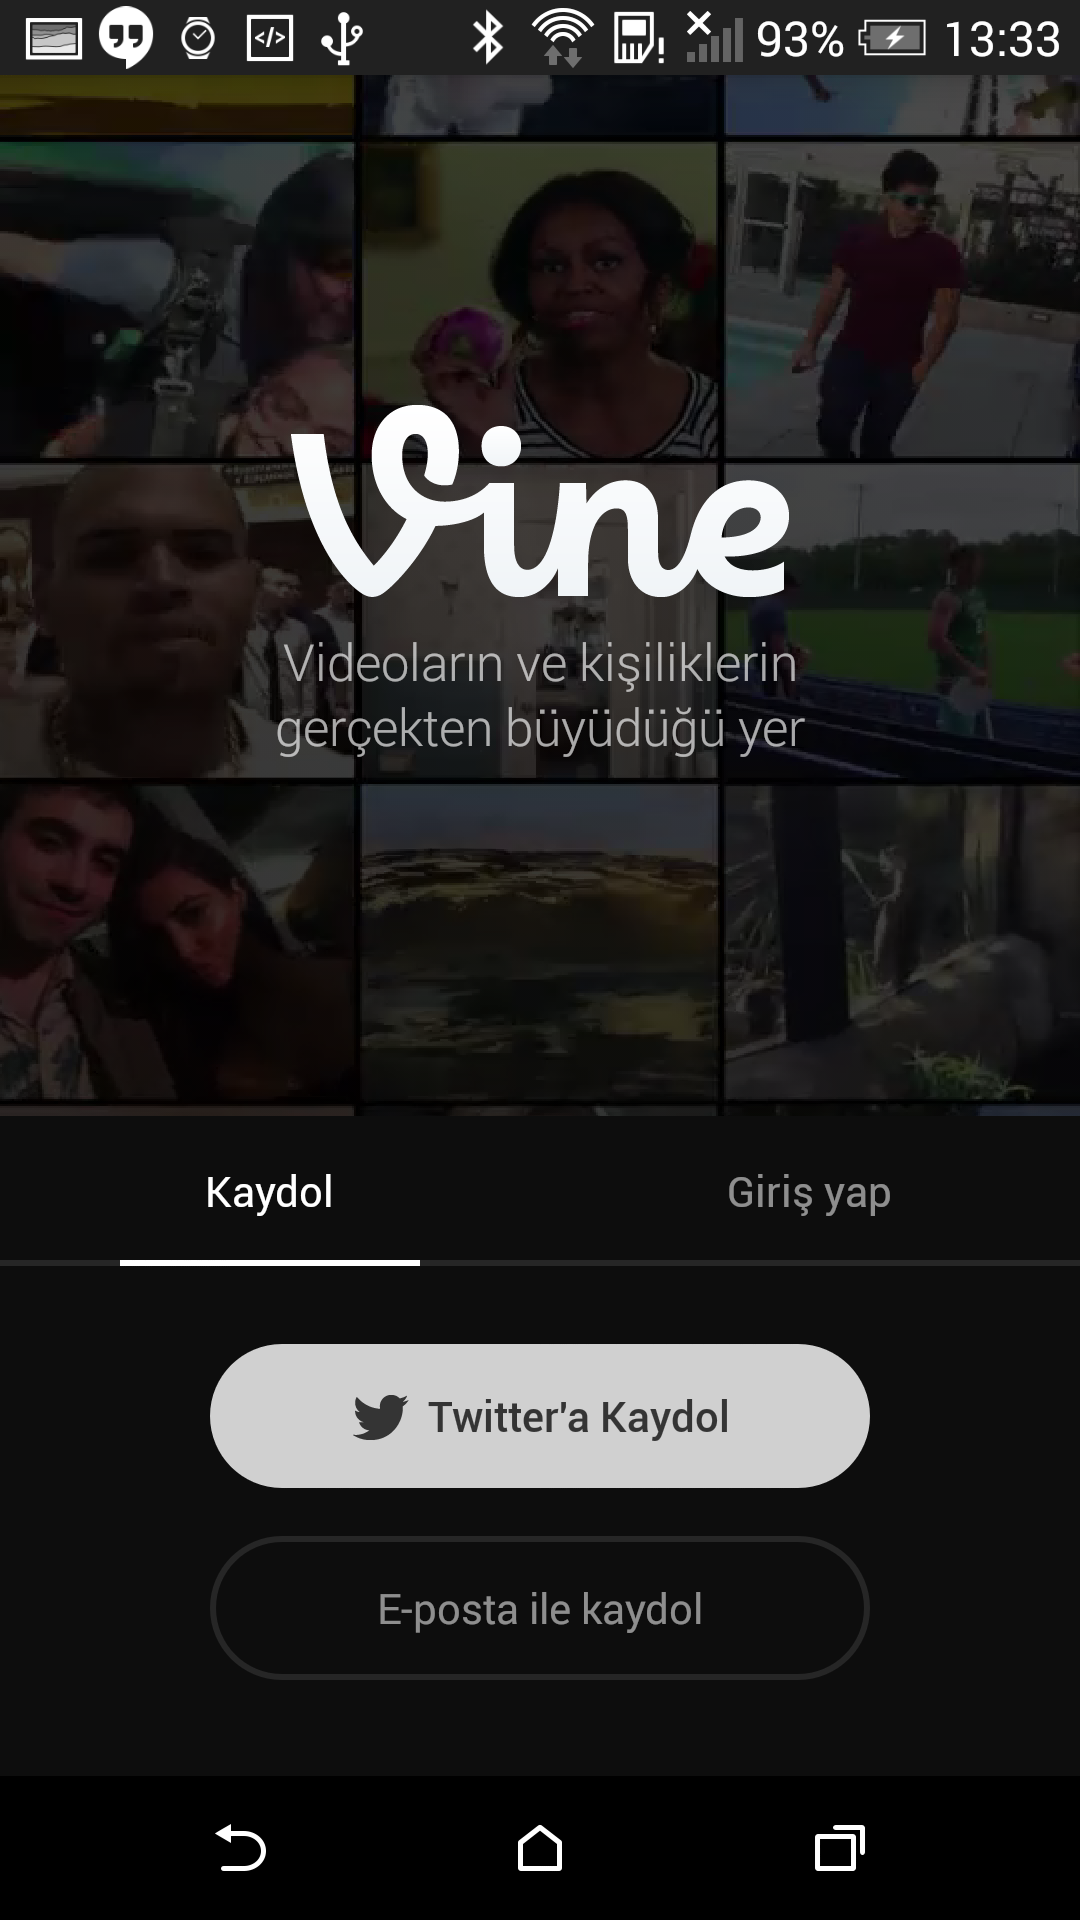 93% 13:33
Vine
Videoların ve kişiliklerin
gerçekten büyüdüğü yer
Kaydol Giriş yap
Twitter'a Kaydol
E-posta ile kaydol